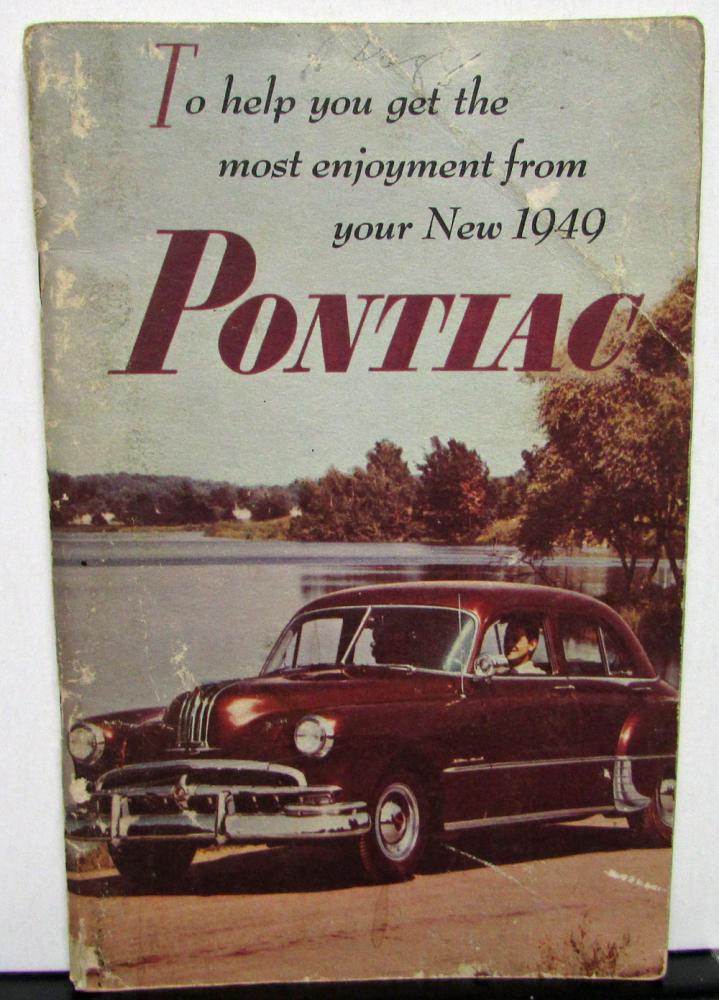 To help you get the
most enjoyment from
your New 1949
PONTIAC